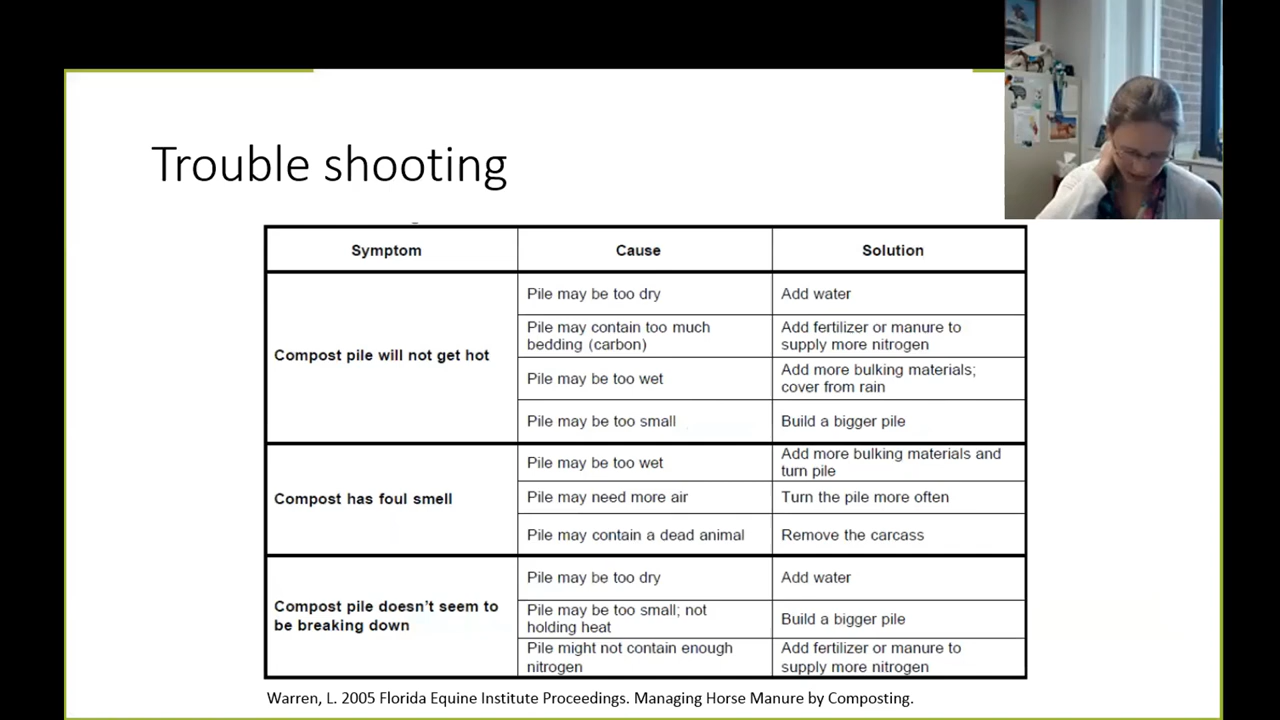 Trouble shooting
Symptom Cause Solution
Compost pile will not get hot
Pile may be too dry Add water
Pile may contain too much
bedding (carbon)
Add fertilizer or manure to
supply more nitrogen
Pile may be too wet
Add more bulking materials;
cover from rain
Pile may be too small Build a bigger pile
Compost has foul smell
Pile may be too wet
Add more bulking materials and
turn pile
Pile may need more air Turn the pile more often
Pile may contain a dead animal Remove the carcass
Compost pile doesn't seem to
be breaking down
Pile may be too dry Add water
Pile may be too small; not
holding heat
Build a bigger pile
Pile might not contain enough
nitrogen
Add fertilizer or manure to
supply more nitrogen
Warren, L. 2005 Florida Equine Institute Proceedings. Managing Horse Manure by Composting.